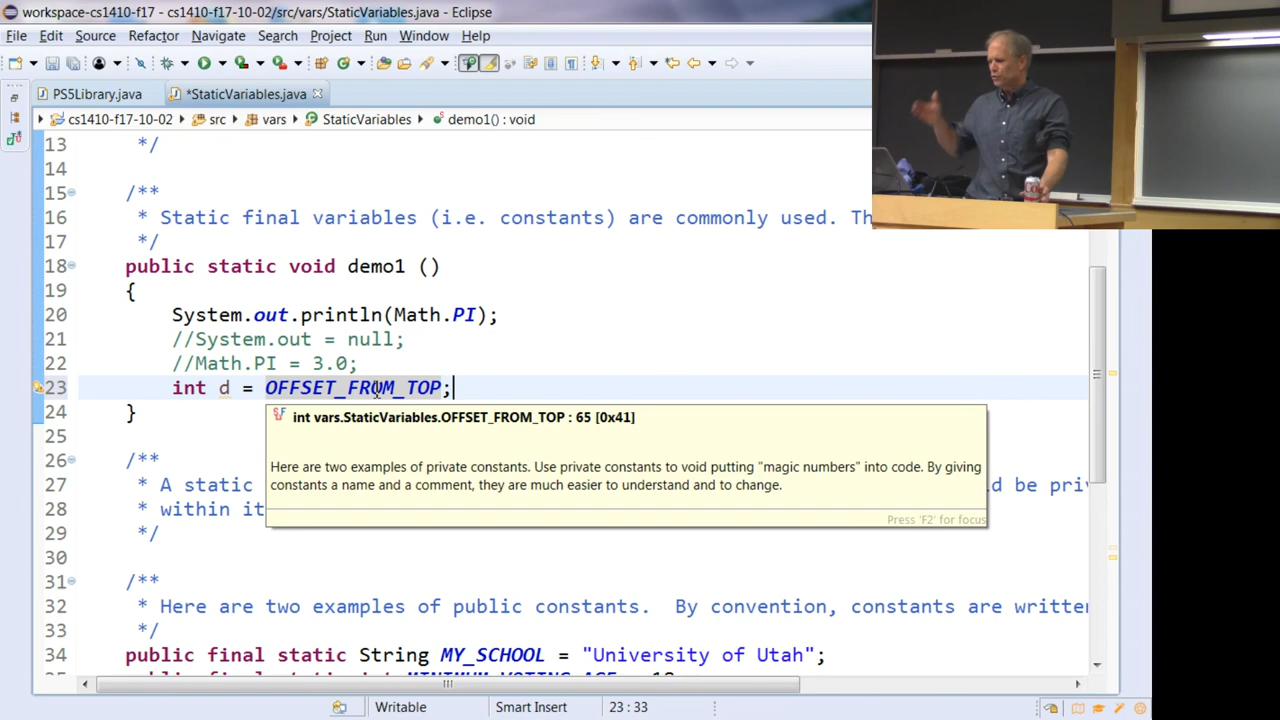 workspace-cs1410-f17 - cs1410-f17-10-02/src/vars/StaticVariables.java - Eclipse
File Edit Source Refactor Navigate Search Project Run Window Help
PS5Library.java *StaticVariables.java
cs1410-f17-10-02 src vars StaticVariables demo1() : void
13 */
14
15 /**
16 * Static final variables (i.e. constants) are commonly used. Th
17 */
18 public static void demo1 ()
19 {
20 System.out.println(Math.PI);
21 //System.out = null;
22 //Math.PI = 3.0;
23 int d = OFFSET_FROM_TOP;
24 }
int vars.StaticVariables.OFFSET_FROM_TOP : 65 [0x41]
Here are two examples of private constants. Use private constants to void putting "magic numbers" into code. By giving
constants a name and a comment, they are much easier to understand and to change.
Press 'F2' for focus
25
26 /**
27 * A static d be priv
28 * within it
29 */
30
31 /**
32 * Here are two examples of public constants. By convention, constants are written
33 */
34 public final static String MY_SCHOOL = "University of Utah";
Writable Smart Insert 23 : 33